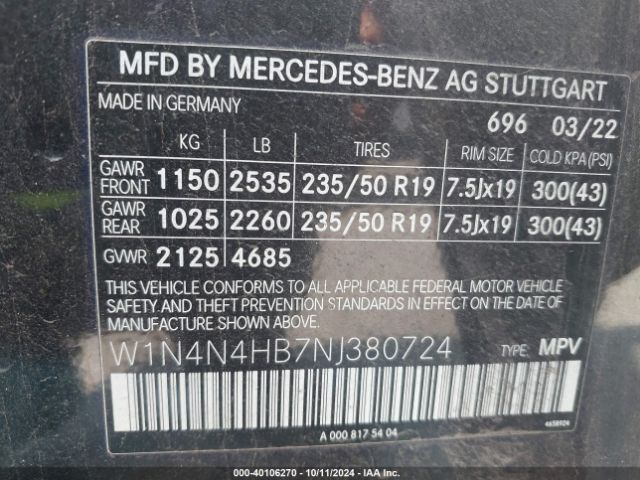 MFD BY MERCEDES-BENZ AG STUTTGART
MADE IN GERMANY
696 03/22
KG LB TIRES RIM SIZE COLD KPA(PSI)
GAWR FRONT 1150 2535 235/50 R19 7.5Jx19 300(43)
GAWR REAR 1025 2260 235/50 R19 7.5Jx19 300(43)
GVWR 2125 4685
THIS VEHICLE CONFORMS TO ALL APPLICABLE FEDERAL MOTOR VEHICLE
SAFETY AND THEFT PREVENTION STANDARDS IN EFFECT ON THE DATE OF
MANUFACTURE SHOWN ABOVE.
W1N4N4HB7NJ380724 TYPE: MPV
A 000 817 54 04
4658924
000-40106270 - 10/11/2024 - IAA Inc.